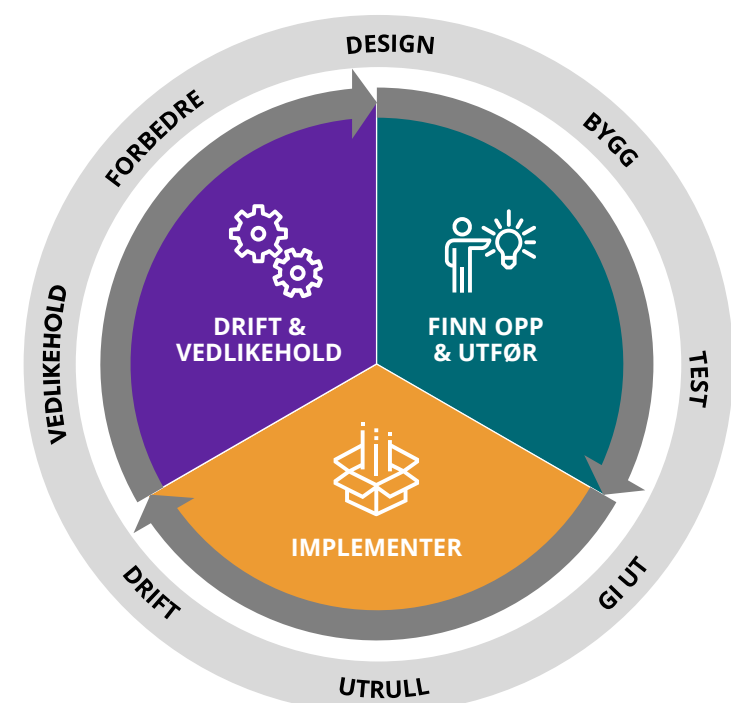 DESIGN
BYGG
TEST
GI UT
UTRULL
DRIFT
VEDLIKEHOLD
FORBEDRE
DRIFT &
VEDLIKEHOLD
FINN OPP
& UTFØR
IMPLEMENTER